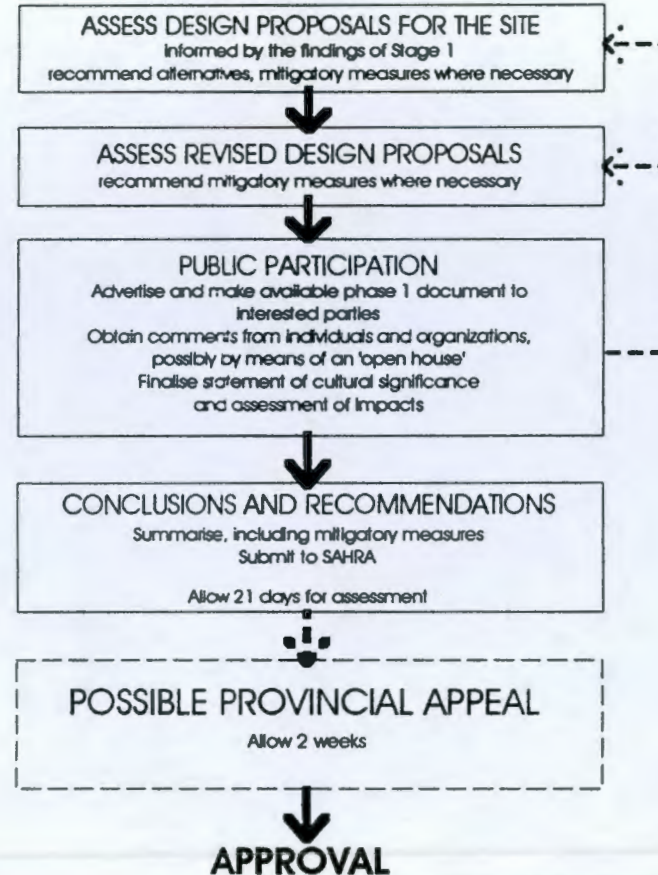 ASSESS DESIGN PROPOSALS FOR THE SITE
informed by the findings of Stage 1
recommend alternatives, mitigatory measures where necessary
ASSESS REVISED DESIGN PROPOSALS
recommend mitigatory measures where necessary
PUBLIC PARTICIPATION
Advertise and make available phase 1 document to
interested parties
Obtain comments from individuals and organizations,
possibly by means of an 'open house'
Finalise statement of cultural significance
and assessment of impacts
CONCLUSIONS AND RECOMMENDATIONS
Summarise, including mitigatory measures
Submit to SAHRA
Allow 21 days for assessment
POSSIBLE PROVINCIAL APPEAL
Allow 2 weeks
APPROVAL